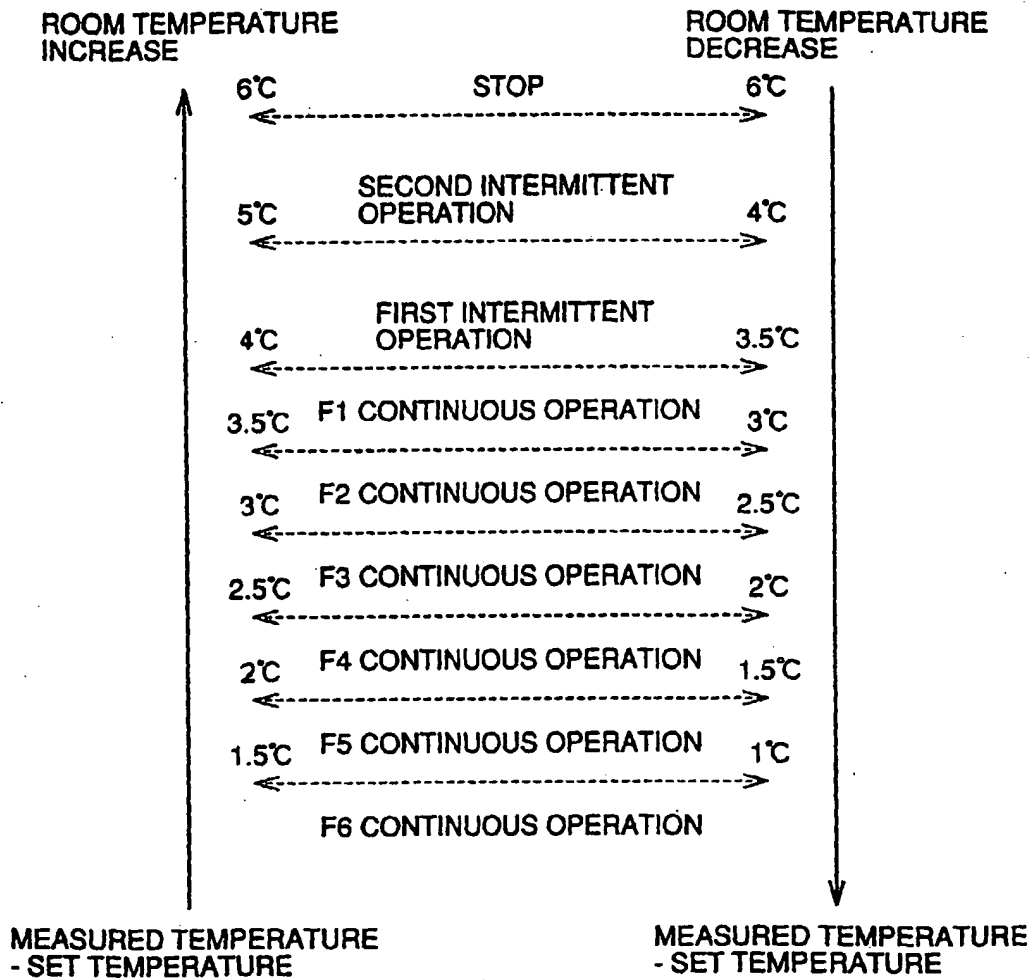 ROOM TEMPERATURE
INCREASE
ROOM TEMPERATURE
DECREASE
6℃ STOP 6℃
SECOND INTERMITTENT
5℃ OPERATION 4℃
FIRST INTERMITTENT
4℃ OPERATION 3.5℃
3.5℃ F1 CONTINUOUS OPERATION 3℃
3℃ F2 CONTINUOUS OPERATION 2.5℃
2.5℃ F3 CONTINUOUS OPERATION 2℃
2℃ F4 CONTINUOUS OPERATION 1.5℃
1.5℃ F5 CONTINUOUS OPERATION 1℃
F6 CONTINUOUS OPERATION
MEASURED TEMPERATURE
- SET TEMPERATURE
MEASURED TEMPERATURE
- SET TEMPERATURE